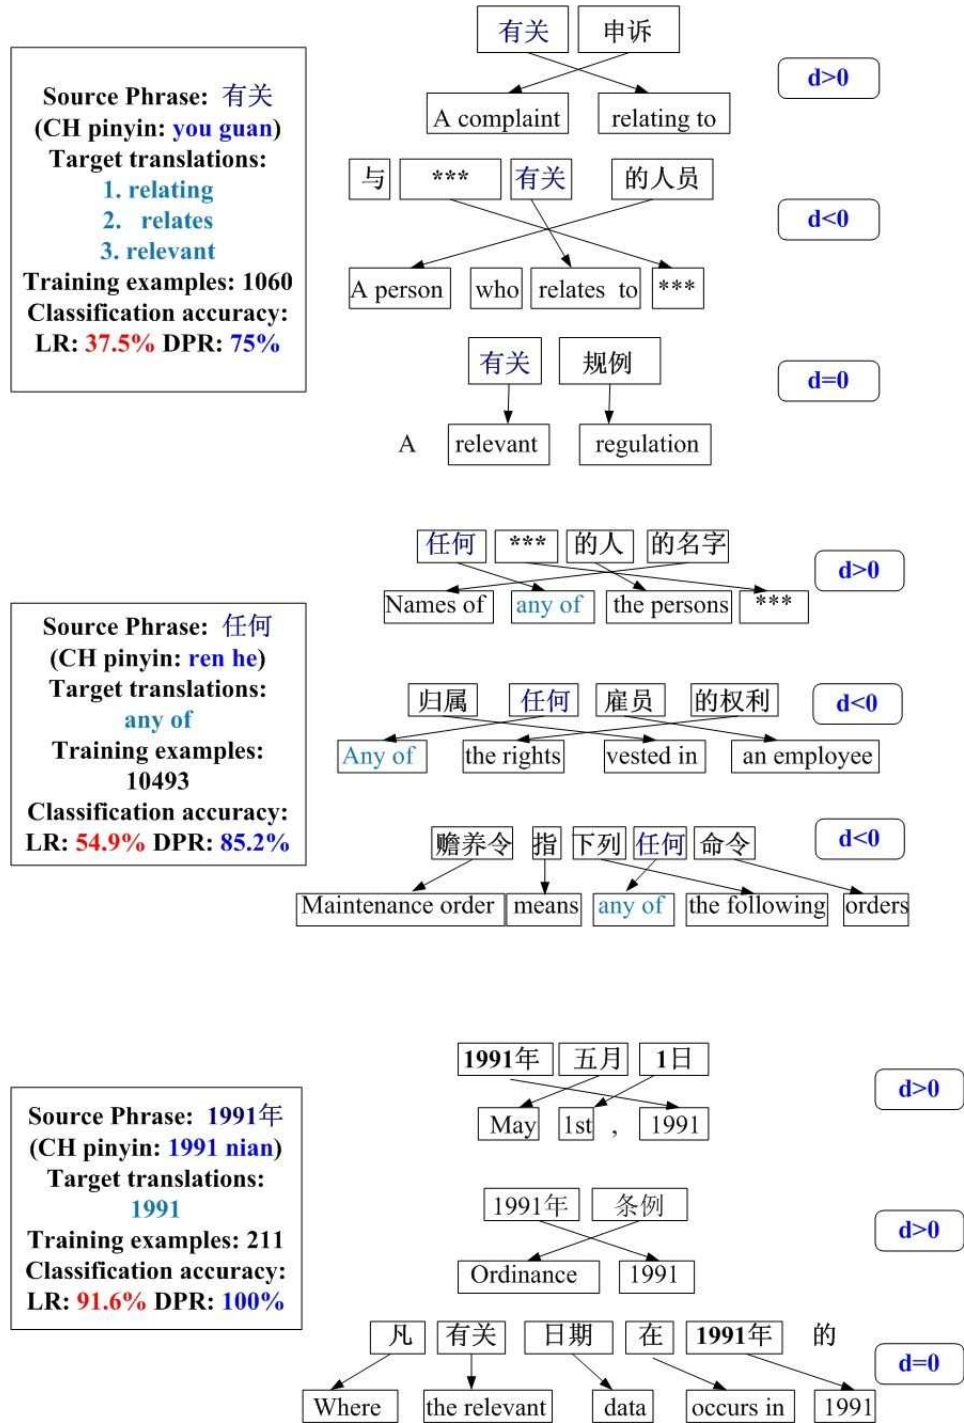 Source Phrase: 有关
(CH pinyin: you guan)
Target translations:
1. relating
2. relates
3. relevant
Training examples: 1060
Classification accuracy:
LR: 37.5% DPR: 75%
有关 申诉
d>0
A complaint relating to
与 *** 有关 的人员
d<0
A person who relates to ***
有关 规例
d=0
A relevant regulation
Source Phrase: 任何
(CH pinyin: ren he)
Target translations:
any of
Training examples:
10493
Classification accuracy:
LR: 54.9% DPR: 85.2%
任何 *** 的人 的名字
d>0
Names of any of the persons ***
归属 任何 雇员 的权利
d<0
Any of the rights vested in an employee
赡养令 指 下列 任何 命令
d<0
Maintenance order means any of the following orders
Source Phrase: 1991年
(CH pinyin: 1991 nian)
Target translations:
1991
Training examples: 211
Classification accuracy:
LR: 91.6% DPR: 100%
1991年 五月 1日
d>0
May 1st , 1991
1991年 条例
d>0
Ordinance 1991
凡 有关 日期 在 1991年 的
d=0
Where the relevant data occurs in 1991